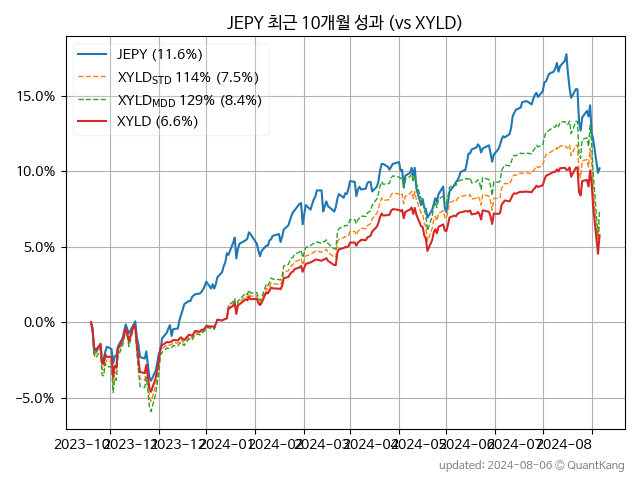 JEPY 최근 10개월 성과 (vs XYLD)
JEPY (11.6%)
XYLD_STD 114% (7.5%)
XYLD_MDD 129% (8.4%)
XYLD (6.6%)
15.0%
10.0%
5.0%
0.0%
−5.0%
2023-10 2023-11 2023-12 2024-01 2024-02 2024-03 2024-04 2024-05 2024-06 2024-07 2024-08
updated: 2024-08-06 © QuantKang